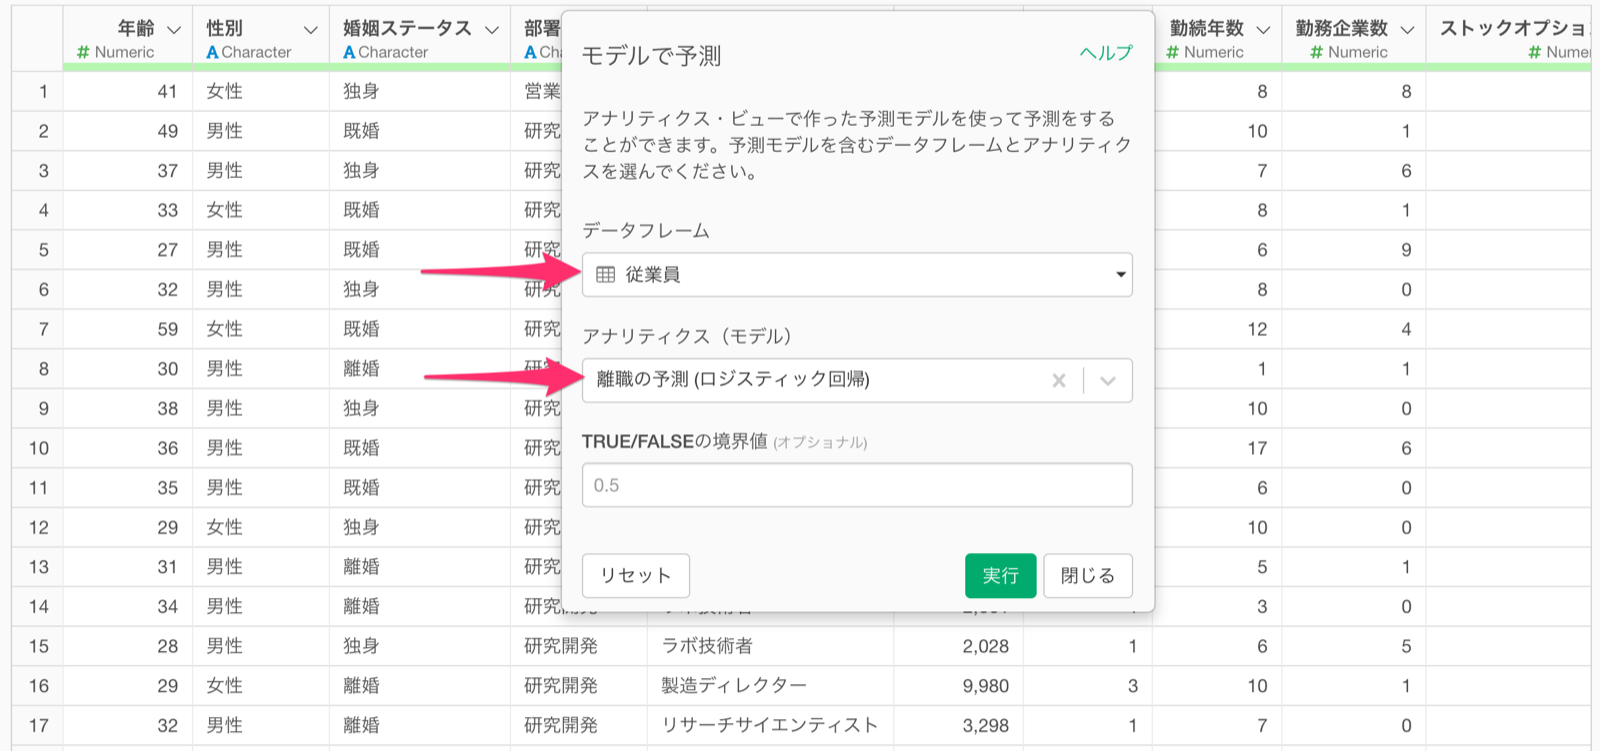 年齢 性別 婚姻ステータス 部署 勤続年数 勤務企業数 ストックオプショ
# Numeric A Character A Character A Cha # Numeric # Numeric # Nume
1 41 女性 独身 営業 8 8
2 49 男性 既婚 研究 10 1
3 37 男性 独身 研究 7 6
4 33 女性 既婚 研究 8 1
5 27 男性 既婚 研究 6 9
6 32 男性 独身 研究 8 0
7 59 女性 既婚 研究 12 4
8 30 男性 離婚 研究 1 1
9 38 男性 独身 研究 10 0
10 36 男性 既婚 研究 17 6
11 35 男性 既婚 研究 6 0
12 29 女性 独身 研究 10 0
13 31 男性 離婚 研究 5 1
14 34 男性 離婚 研究開発 ラボ技術者 3 0
15 28 男性 独身 研究開発 ラボ技術者 2,028 1 6 5
16 29 女性 離婚 研究開発 製造ディレクター 9,980 3 10 1
17 32 男性 離婚 研究開発 リサーチサイエンティスト 3,298 1 7 0
モデルで予測
ヘルプ
アナリティクス・ビューで作った予測モデルを使って予測をする
ことができます。予測モデルを含むデータフレームとアナリティク
スを選んでください。
データフレーム
従業員
アナリティクス（モデル）
離職の予測 (ロジスティック回帰)
TRUE/FALSEの境界値 (オプショナル)
0.5
リセット 実行 閉じる